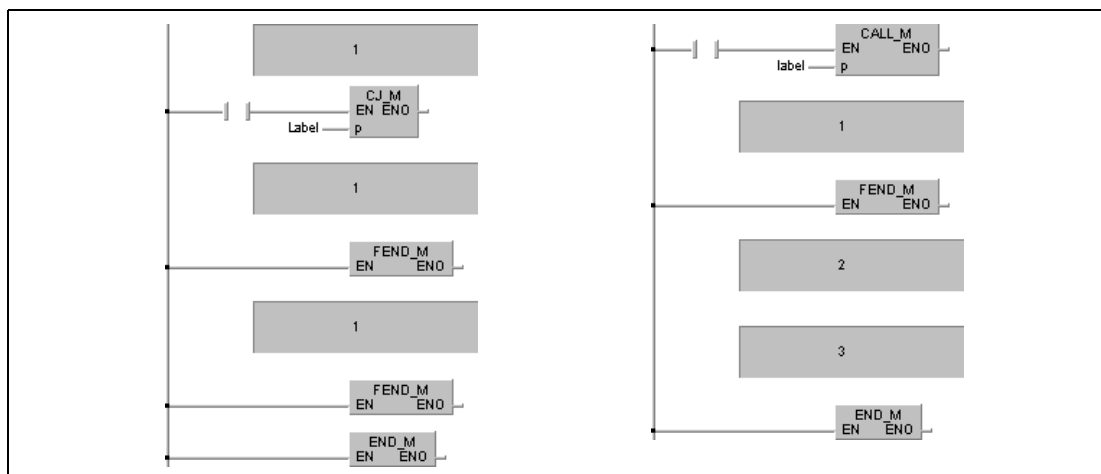 1
CJ_M
EN ENO
Label p
1
FEND_M
EN ENO
1
FEND_M
EN ENO
END_M
EN ENO
CALL_M
EN ENO
label p
1
FEND_M
EN ENO
2
3
END_M
EN ENO